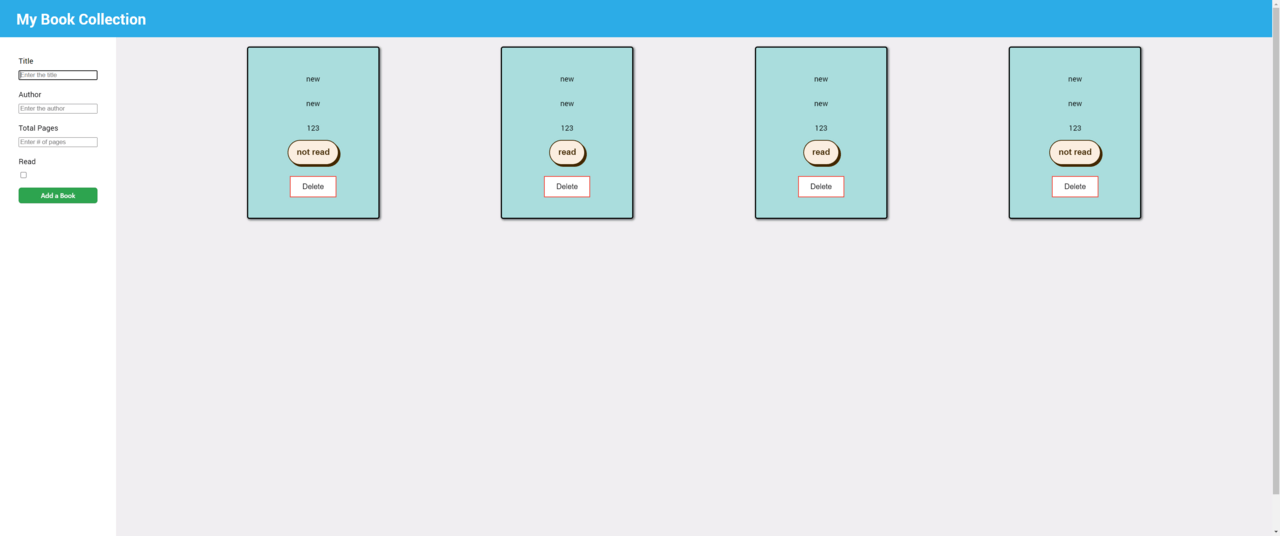 My Book Collection
Title
Enter the title
Author
Enter the author
Total Pages
Enter # of pages
Read
Add a Book
new
new
123
not read
Delete
new
new
123
read
Delete
new
new
123
read
Delete
new
new
123
not read
Delete